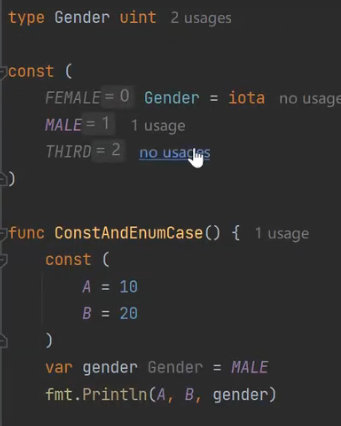 type Gender uint 2 usages
const (
FEMALE = 0 Gender = iota no usage
MALE = 1 1 usage
THIRD = 2 no usages
)
func ConstAndEnumCase() { 1 usage
const (
A = 10
B = 20
)
var gender Gender = MALE
fmt.Println(A, B, gender)